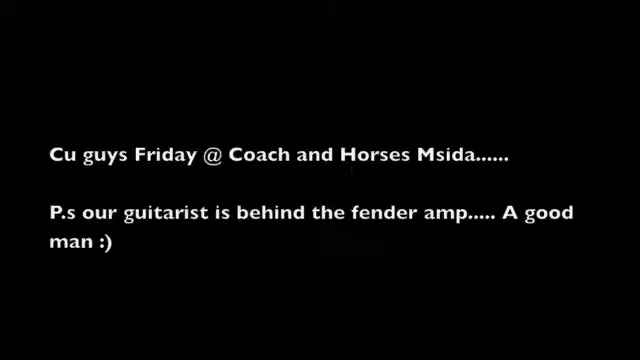 Cu guys Friday @ Coach and Horses Msida......
P.s our guitarist is behind the fender amp..... A good
man :)